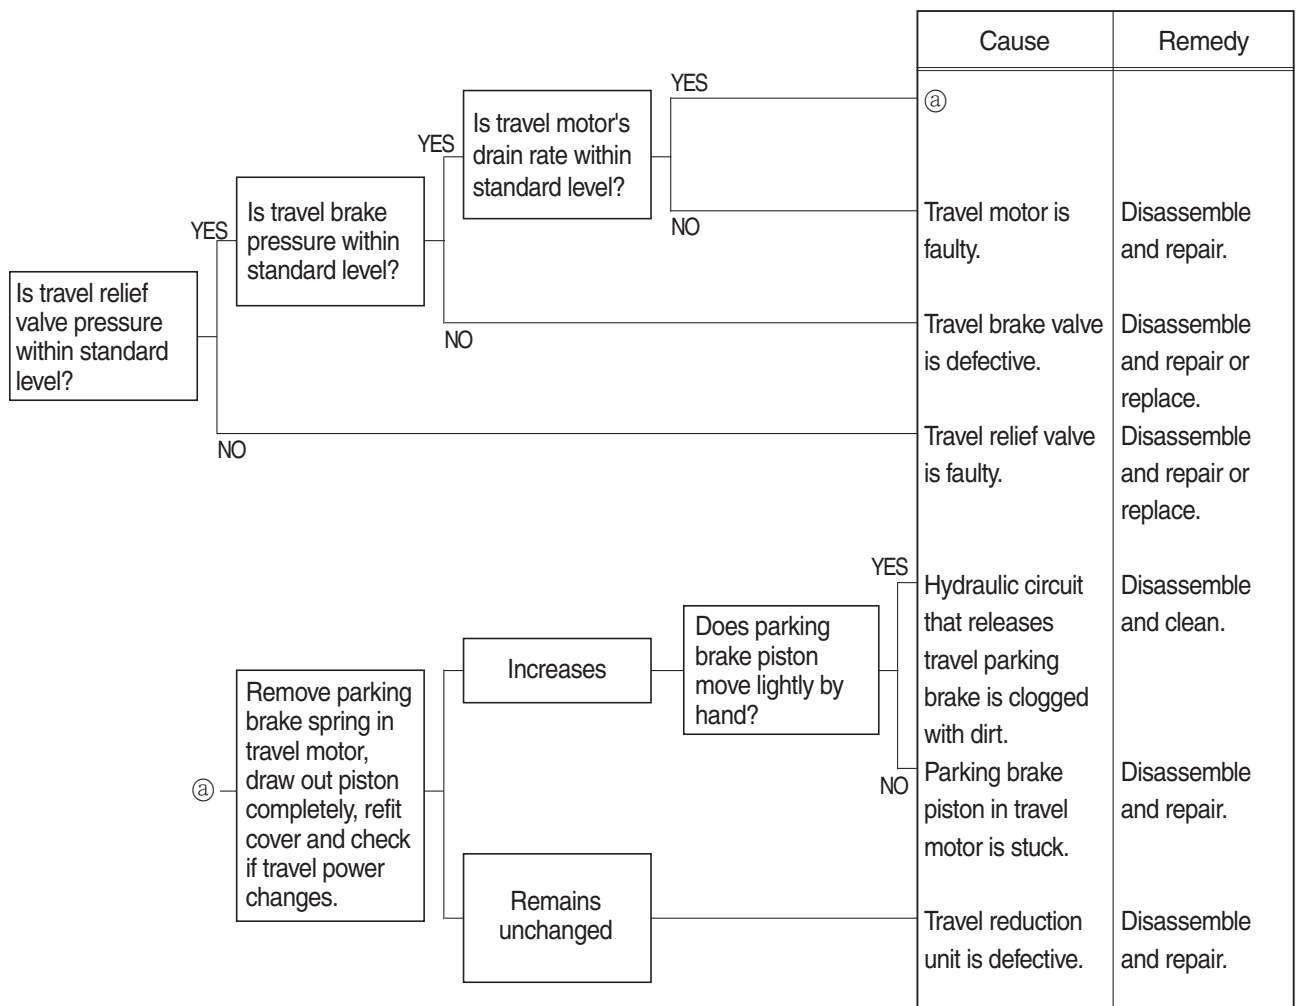 Cause
Remedy
YES
ⓐ
Is travel motor's
drain rate within
standard level?
YES
Is travel brake
pressure within
standard level?
YES
NO
Travel motor is
faulty.
Disassemble
and repair.
Is travel relief
valve pressure
within standard
level?
NO
Travel brake valve
is defective.
Disassemble
and repair or
replace.
NO
Travel relief valve
is faulty.
Disassemble
and repair or
replace.
ⓐ
Remove parking
brake spring in
travel motor,
draw out piston
completely, refit
cover and check
if travel power
changes.
Increases
Does parking
brake piston
move lightly by
hand?
YES
Hydraulic circuit
that releases
travel parking
brake is clogged
with dirt.
Disassemble
and clean.
NO
Parking brake
piston in travel
motor is stuck.
Disassemble
and repair.
Remains
unchanged
Travel reduction
unit is defective.
Disassemble
and repair.